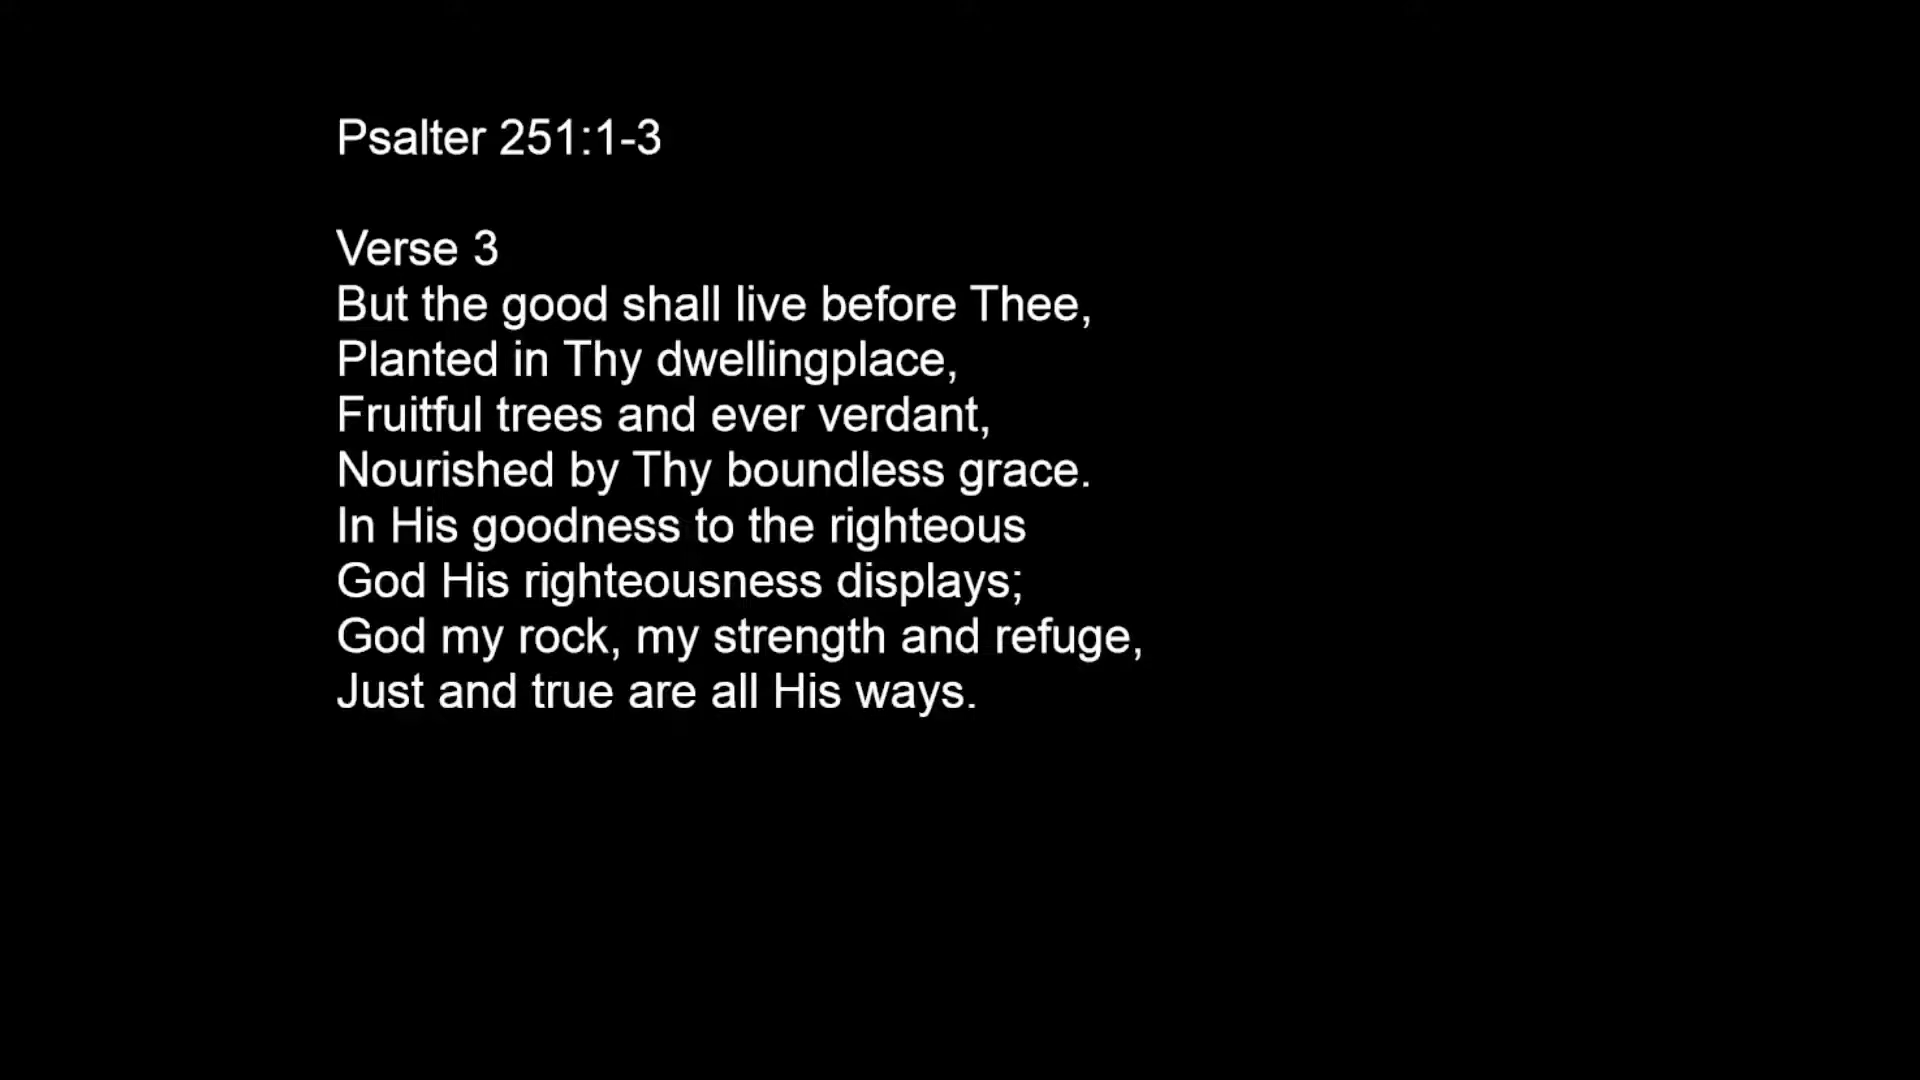 Psalter 251:1-3
Verse 3
But the good shall live before Thee,
Planted in Thy dwellingplace,
Fruitful trees and ever verdant,
Nourished by Thy boundless grace.
In His goodness to the righteous
God His righteousness displays;
God my rock, my strength and refuge,
Just and true are all His ways.